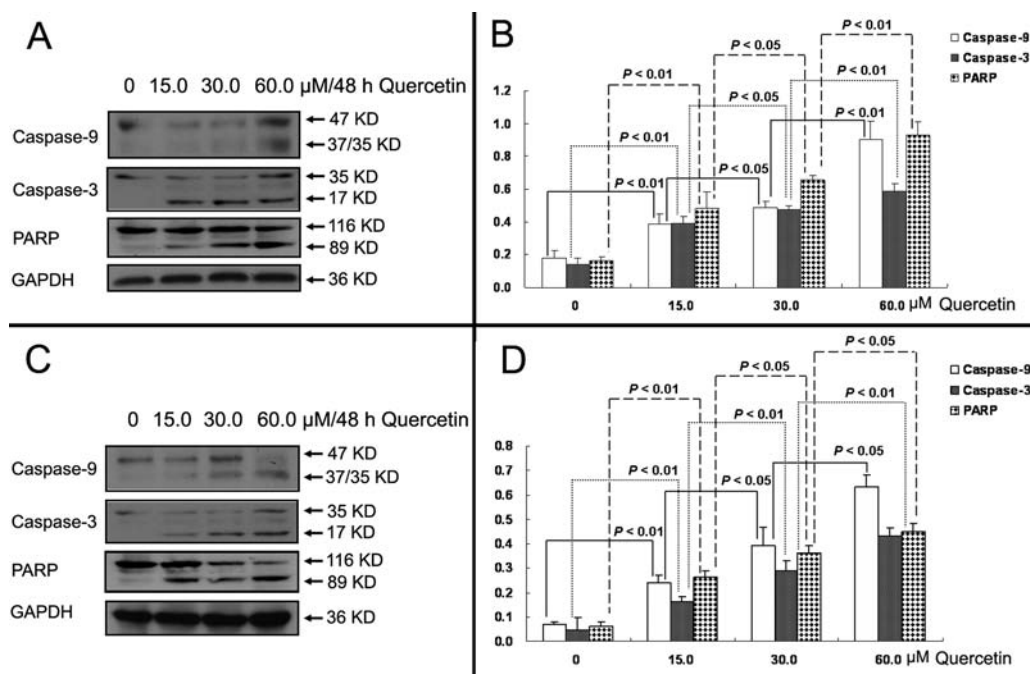 A
0 15.0 30.0 60.0 μM/48 h Quercetin
Caspase-9
47 KD
37/35 KD
Caspase-3
35 KD
17 KD
PARP
116 KD
89 KD
GAPDH
36 KD
B
Caspase-9
Caspase-3
PARP
P < 0.01
P < 0.05
P < 0.01
P < 0.01
P < 0.05
P < 0.01
P < 0.01
P < 0.05
P < 0.01
1.2
1.0
0.8
0.6
0.4
0.2
0.0
0 15.0 30.0 60.0 μM Quercetin
C
0 15.0 30.0 60.0 μM/48 h Quercetin
Caspase-9
47 KD
37/35 KD
Caspase-3
35 KD
17 KD
PARP
116 KD
89 KD
GAPDH
36 KD
D
Caspase-9
Caspase-3
PARP
P < 0.05
P < 0.05
P < 0.01
P < 0.01
P < 0.01
P < 0.05
P < 0.01
P < 0.05
P < 0.01
0.8
0.7
0.6
0.5
0.4
0.3
0.2
0.1
0.0
0 15.0 30.0 60.0 μM Quercetin